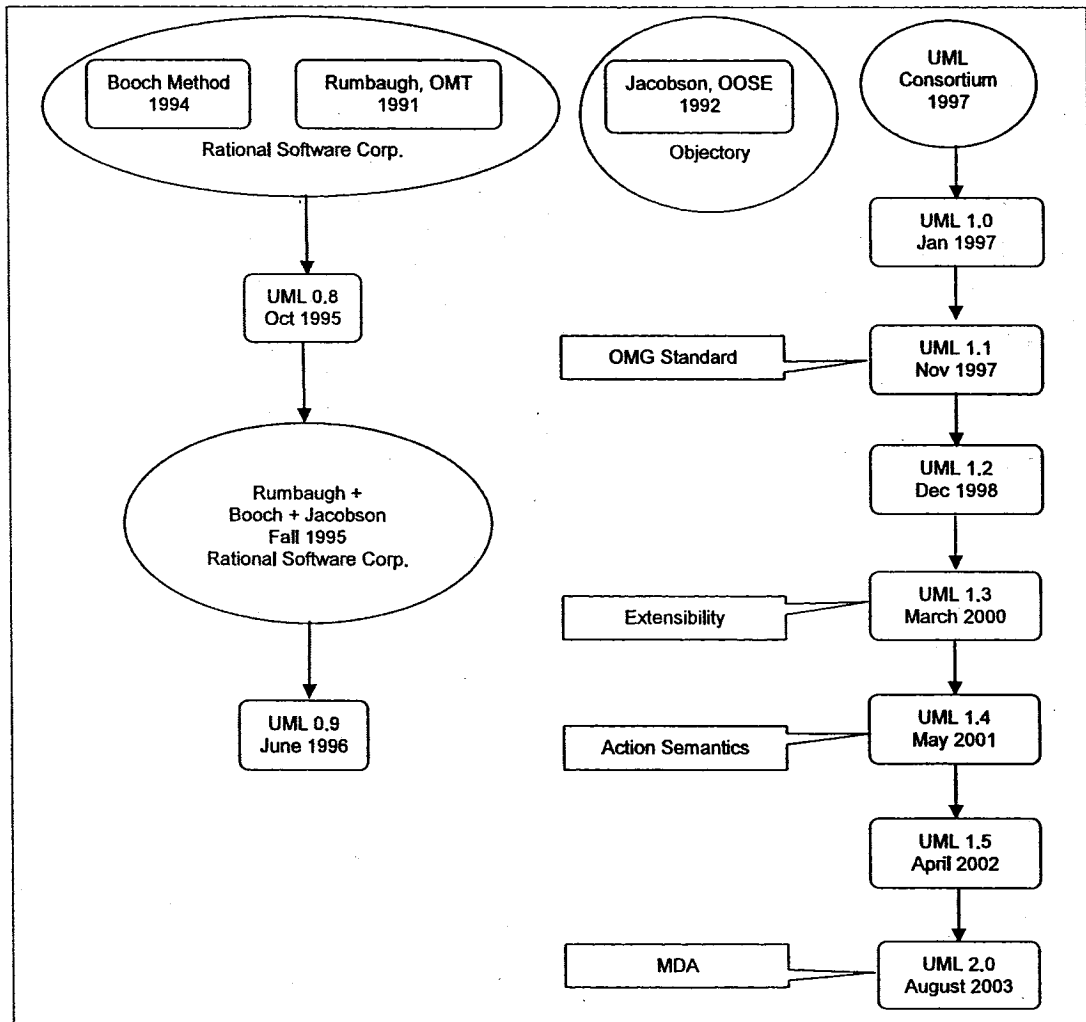 Booch Method
1994
Rumbaugh, OMT
1991
Rational Software Corp.
Jacobson, OOSE
1992
Objectory
UML
Consortium
1997
UML 0.8
Oct 1995
Rumbaugh +
Booch + Jacobson
Fall 1995
Rational Software Corp.
UML 0.9
June 1996
UML 1.0
Jan 1997
OMG Standard
UML 1.1
Nov 1997
UML 1.2
Dec 1998
Extensibility
UML 1.3
March 2000
Action Semantics
UML 1.4
May 2001
UML 1.5
April 2002
MDA
UML 2.0
August 2003